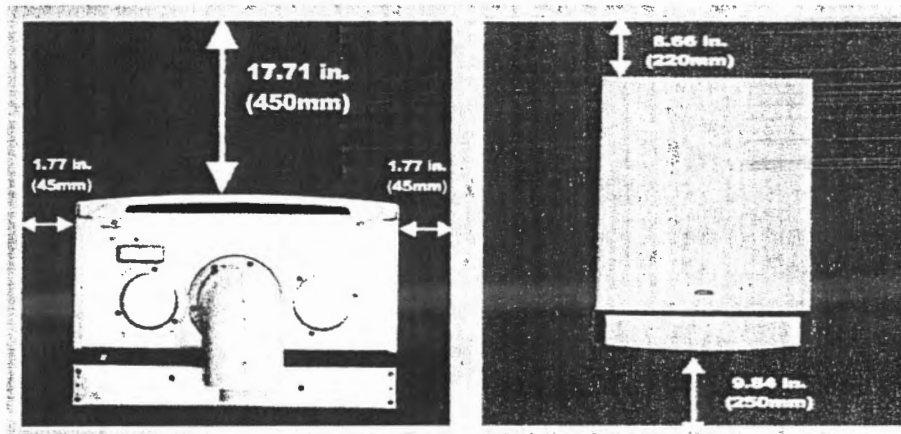 17.71 in.
(450mm)
1.77 in.
(45mm)
1.77 in.
(45mm)
8.66 in.
(220mm)
9.84 in.
(250mm)